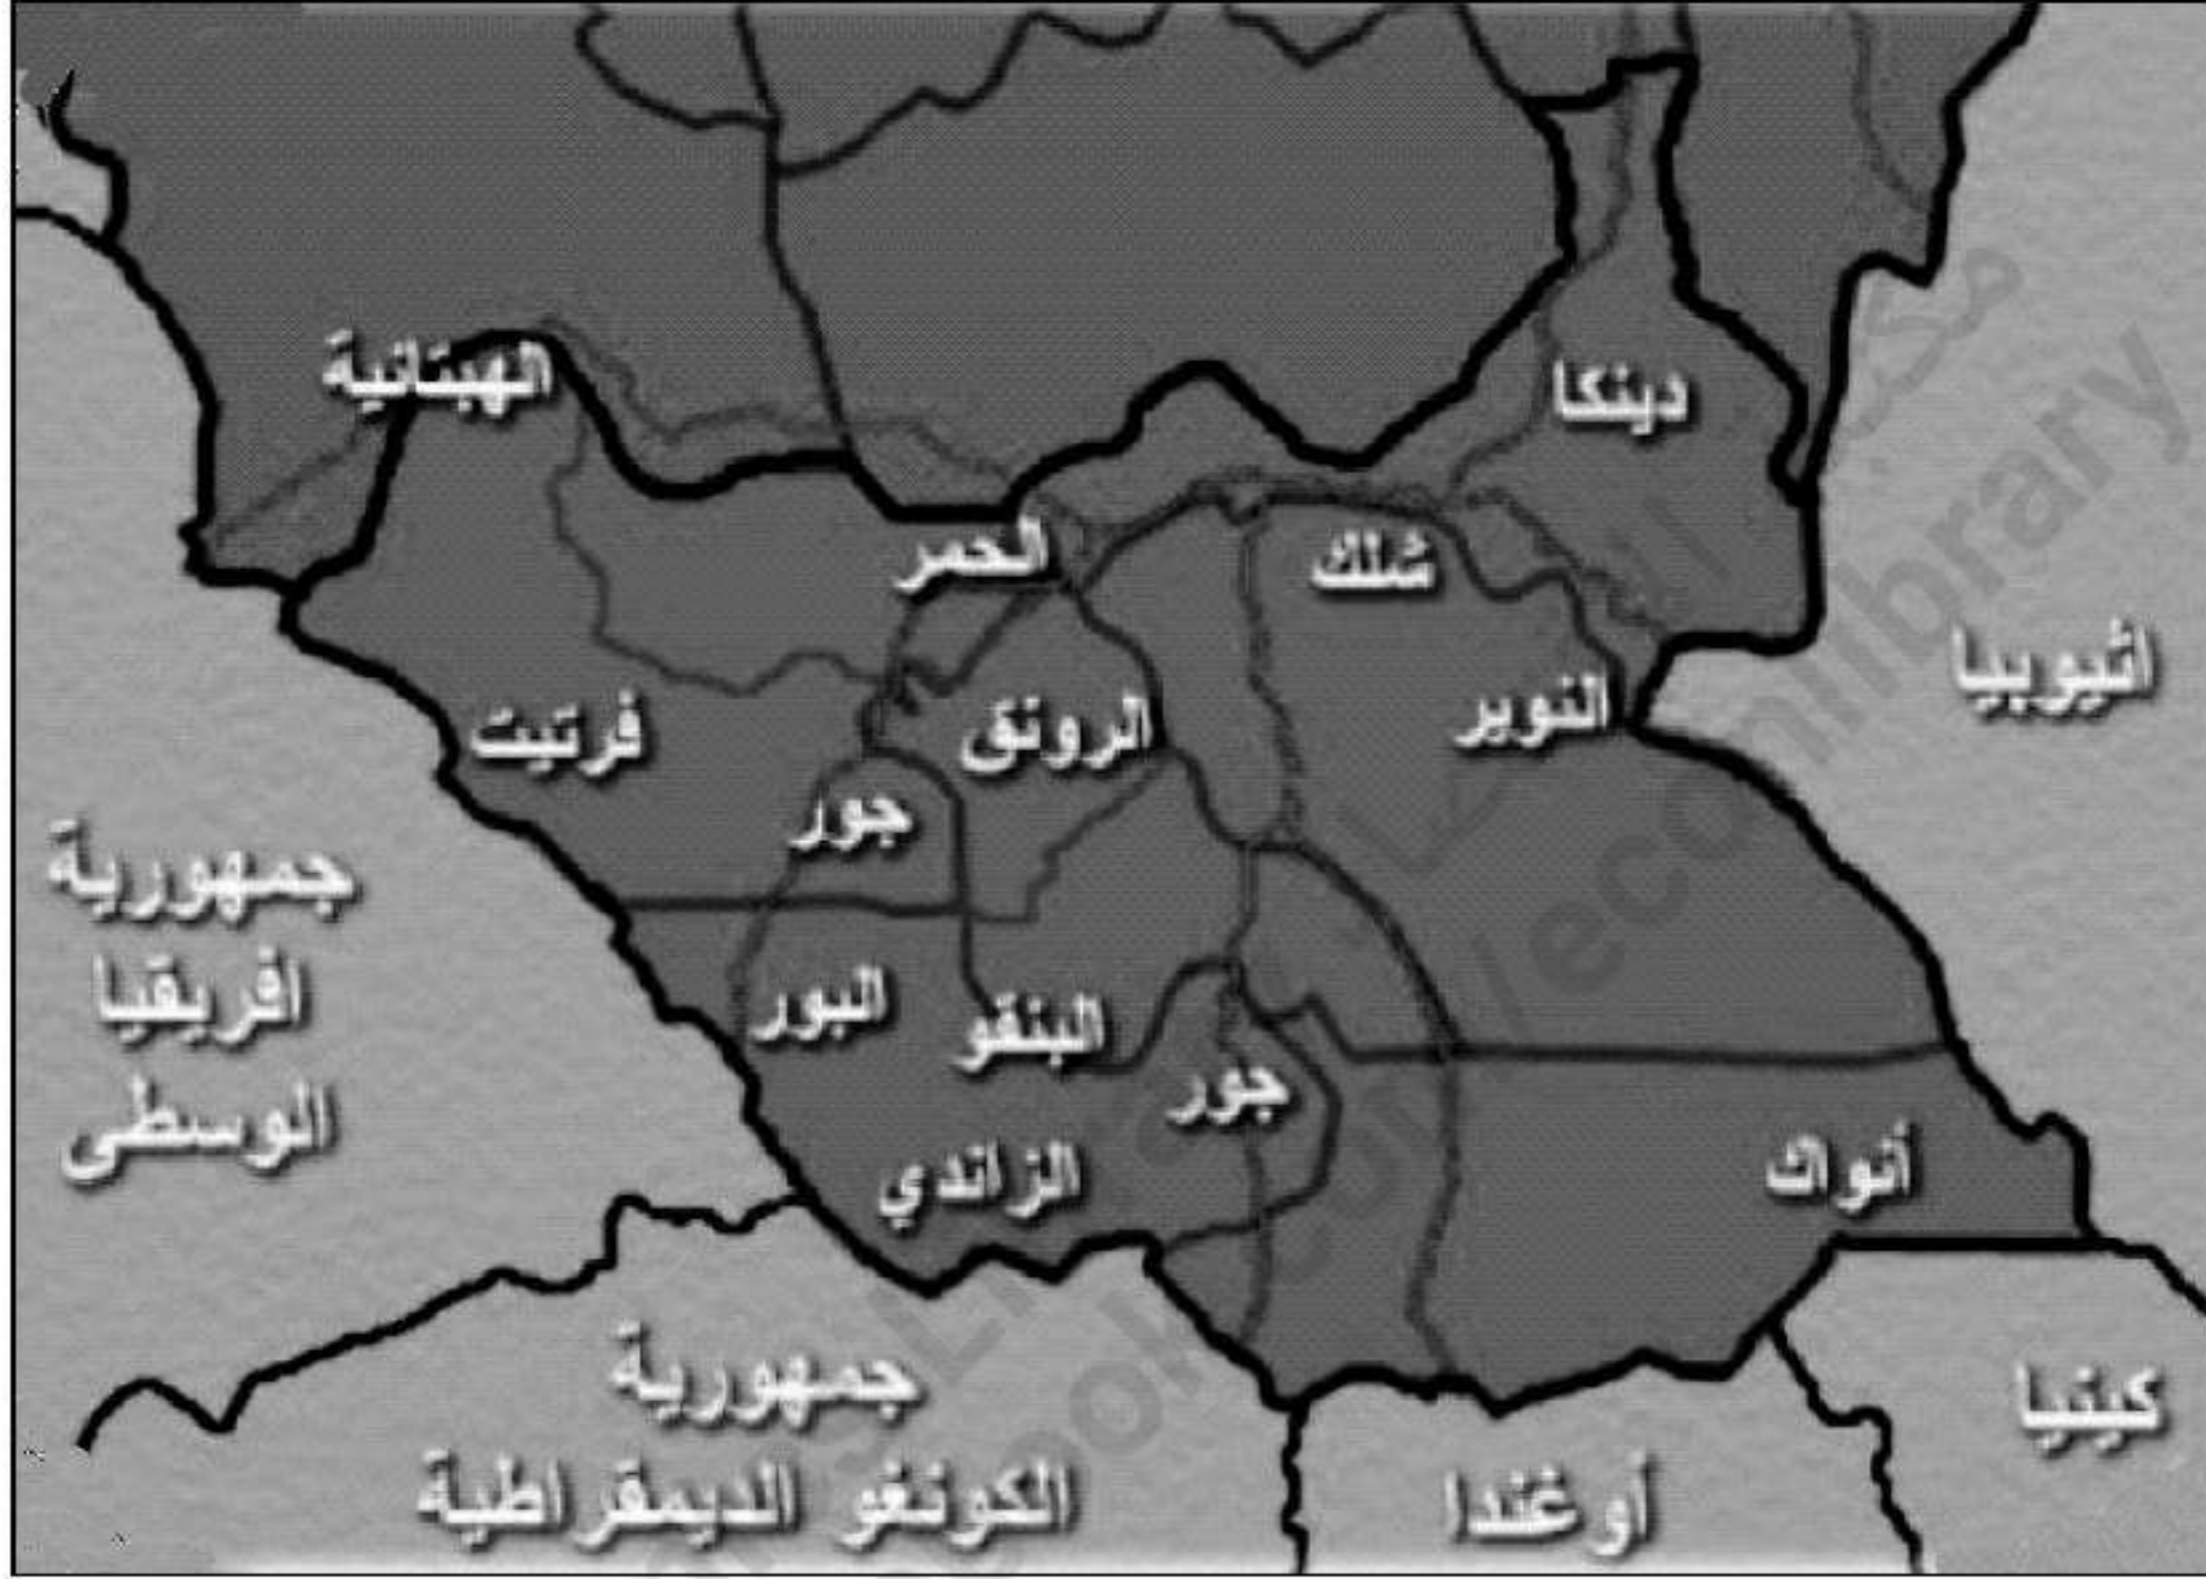 الهبتانية
دينكا
الحمر
شلك
اثيوبيا
فرتيت
الرونق
النوير
جور
جمهورية
افريقيا
الوسطى
البور
البنقو
جور
الزاندي
أنواك
جمهورية
الكونغو الديمقراطية
أوغندا
كينيا